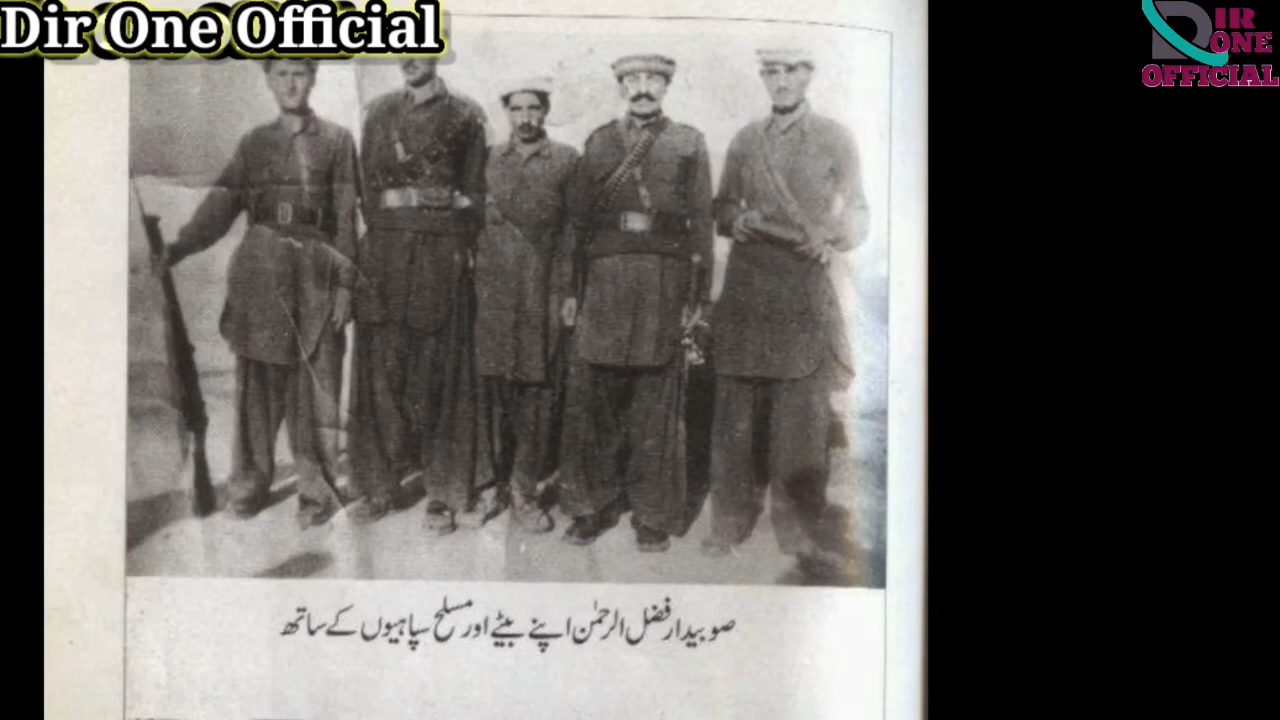 Dir One Official
DIR
ONE
OFFICIAL
صوبیدار فضل الرحمٰن اپنے بیٹے اور مسلح سپاہیوں کے ساتھ